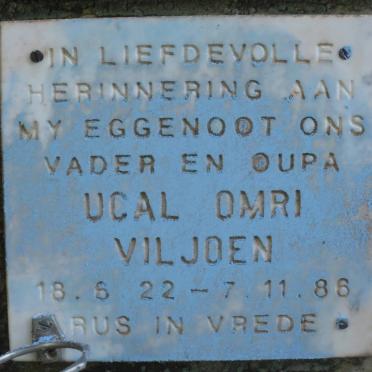 IN LIEFDEVOLLE
HERINNERING AAN
MY EGGENOOT ONS
VADER EN OUPA
UCAL OMRI
VILJOEN
18.6 22 - 7.11.86
RUS IN VREDE